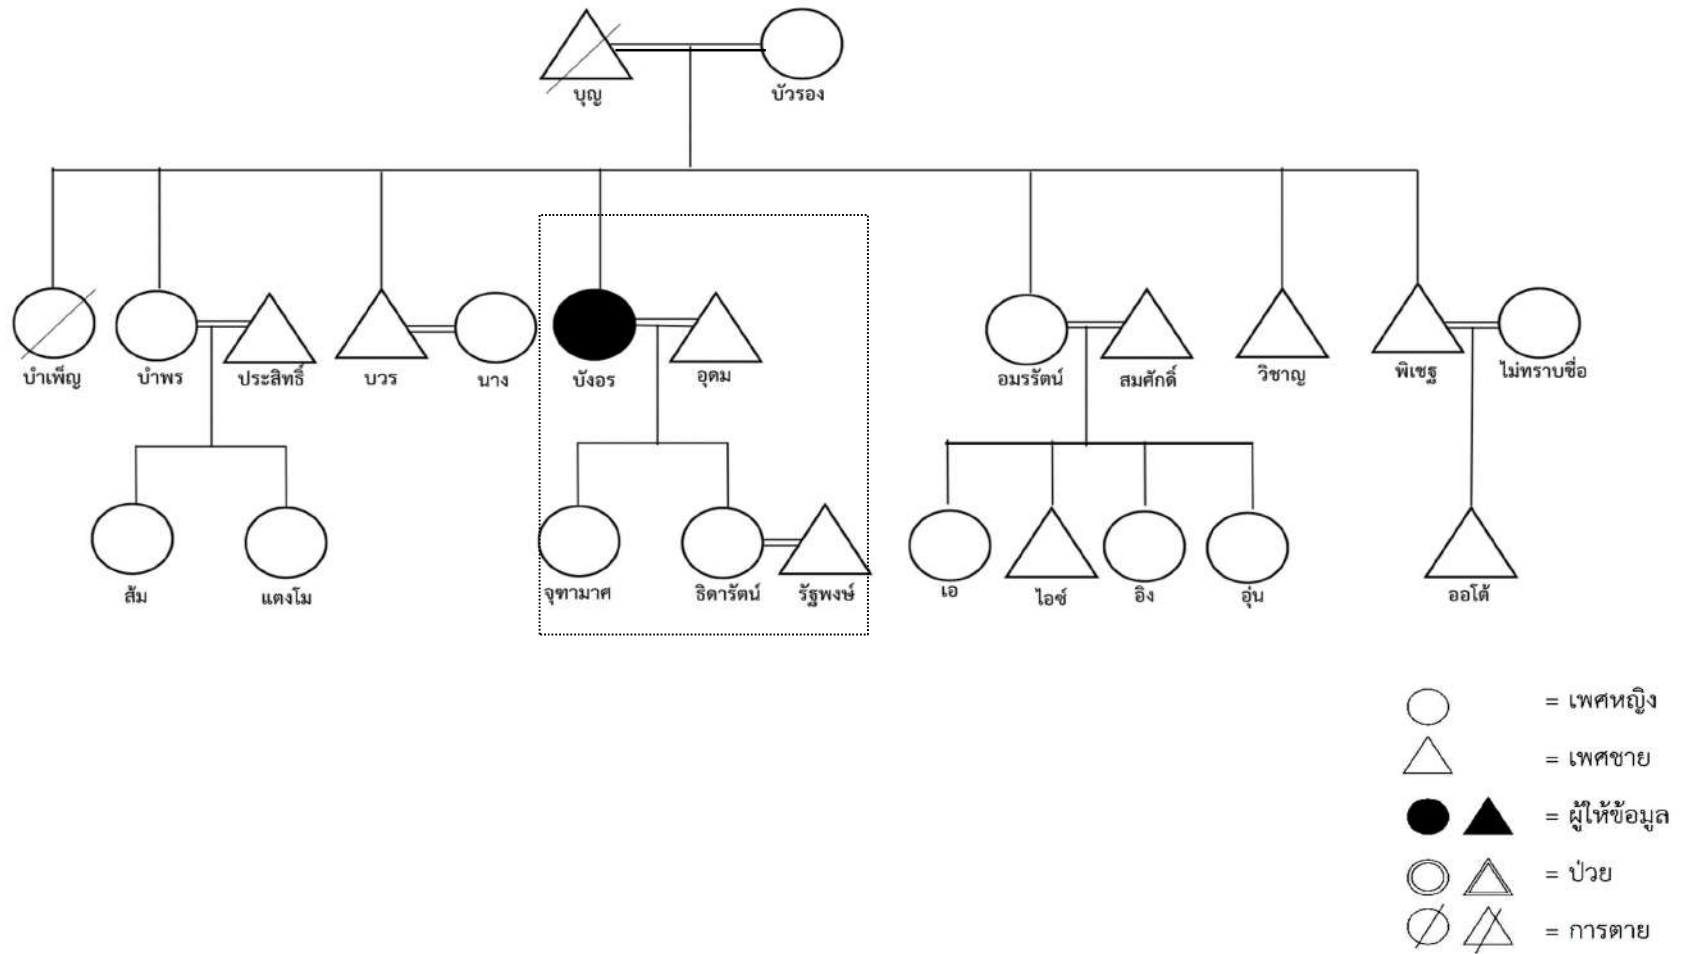 บุญ
บัวรอง
บำเพ็ญ
บำพร
ประสิทธิ์
บวร
นาง
บังอร
อุดม
อมรรัตน์
สมศักดิ์
วิชาญ
พิเชฐ
ไม่ทราบชื่อ
ส้ม
แตงโม
จุฑามาศ
ธิดารัตน์
รัฐพงษ์
เอ
ไอซ์
อิง
อุ่น
ออโต้
= เพศหญิง
= เพศชาย
= ผู้ให้ข้อมูล
= ป่วย
= การตาย